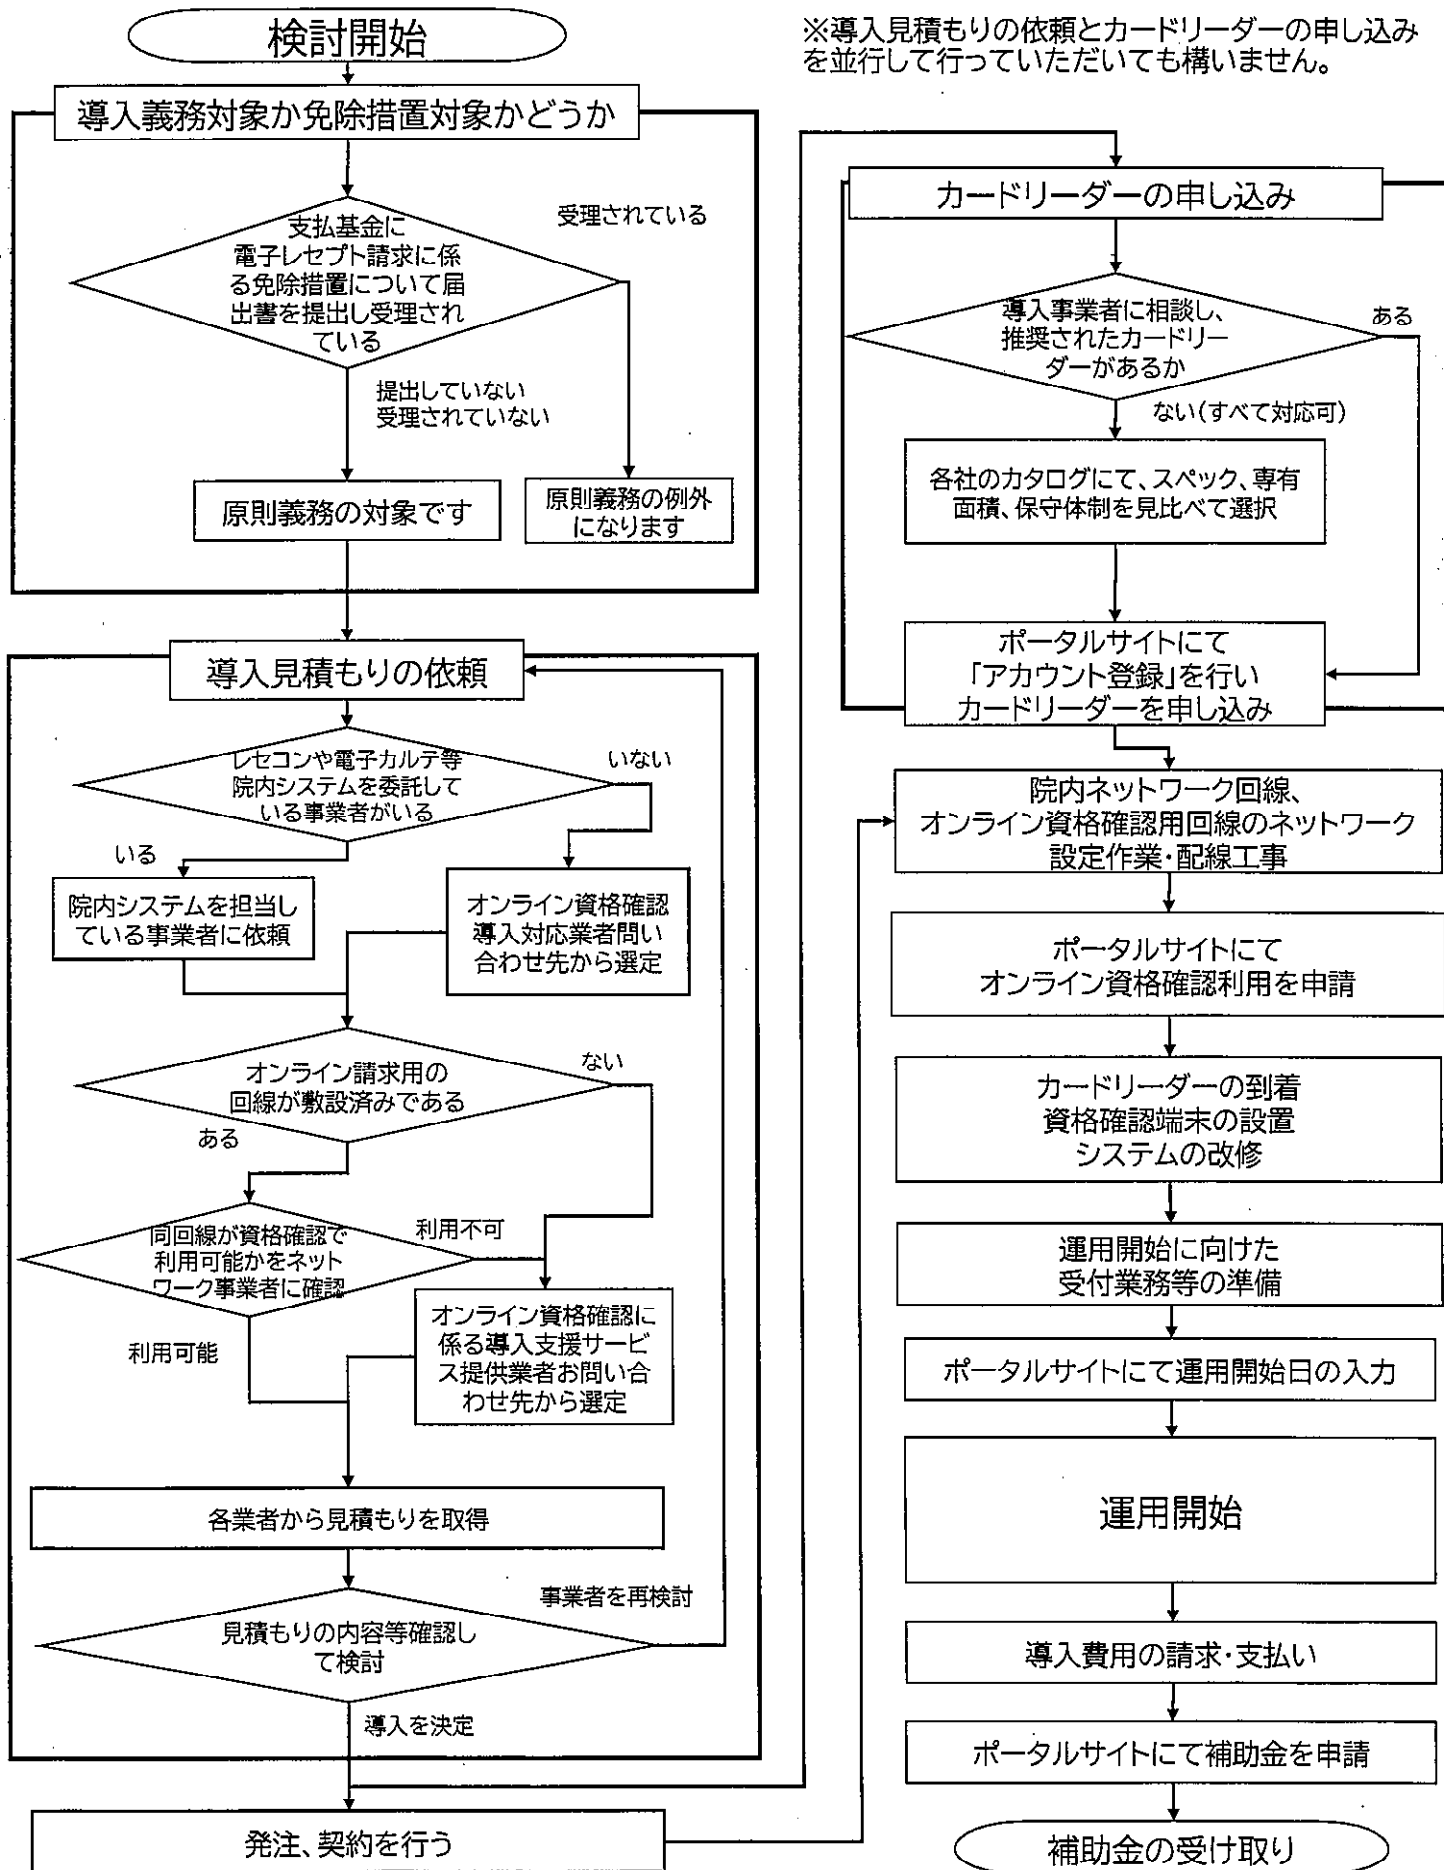 検討開始
導入義務対象か免除措置対象かどうか
支払基金に
電子レセプト請求に係
る免除措置について届
出書を提出し受理され
ている
受理されている
提出していない
受理されていない
原則義務の対象です
原則義務の例外
になります
導入見積もりの依頼
レセコンや電子カルテ等
院内システムを委託して
いる事業者がいる
いない
いる
院内システムを担当し
ている事業者に依頼
オンライン資格確認
導入対応業者問い
合わせ先から選定
オンライン請求用の
回線が敷設済みである
ない
ある
同回線が資格確認で
利用可能かをネット
ワーク事業者に確認
利用不可
利用可能
オンライン資格確認に
係る導入支援サービ
ス提供業者お問い合
わせ先から選定
各業者から見積もりを取得
見積もりの内容等確認し
て検討
事業者を再検討
導入を決定
発注、契約を行う
※導入見積もりの依頼とカードリーダーの申し込み
を並行して行っていただいても構いません。
カードリーダーの申し込み
導入事業者に相談し、
推奨されたカードリー
ダーがあるか
ある
ない(すべて対応可)
各社のカタログにて、スペック、専有
面積、保守体制を見比べて選択
ポータルサイトにて
「アカウント登録」を行い
カードリーダーを申し込み
院内ネットワーク回線、
オンライン資格確認用回線のネットワーク
設定作業・配線工事
ポータルサイトにて
オンライン資格確認利用を申請
カードリーダーの到着
資格確認端末の設置
システムの改修
運用開始に向けた
受付業務等の準備
ポータルサイトにて運用開始日の入力
運用開始
導入費用の請求・支払い
ポータルサイトにて補助金を申請
補助金の受け取り